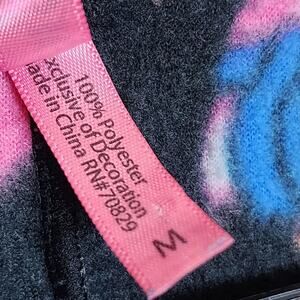 100% Polyester
xclusive of Decoration
ade in China RN#70829
M